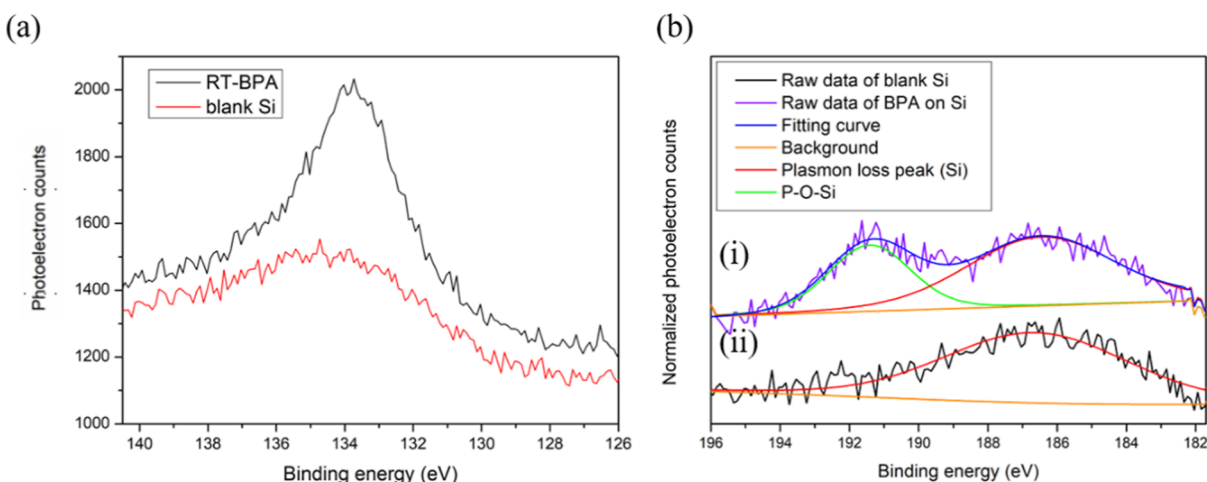 (a)
(b)
RT-BPA
blank Si
2000
1800
1600
1400
1200
1000
Photoelectron counts
140
138
136
134
132
130
128
126
Binding energy (eV)
Raw data of blank Si
Raw data of BPA on Si
Fitting curve
Background
Plasmon loss peak (Si)
P-O-Si
(i)
(ii)
Normalized photoelectron counts
196
194
192
190
188
186
184
182
Binding energy (eV)